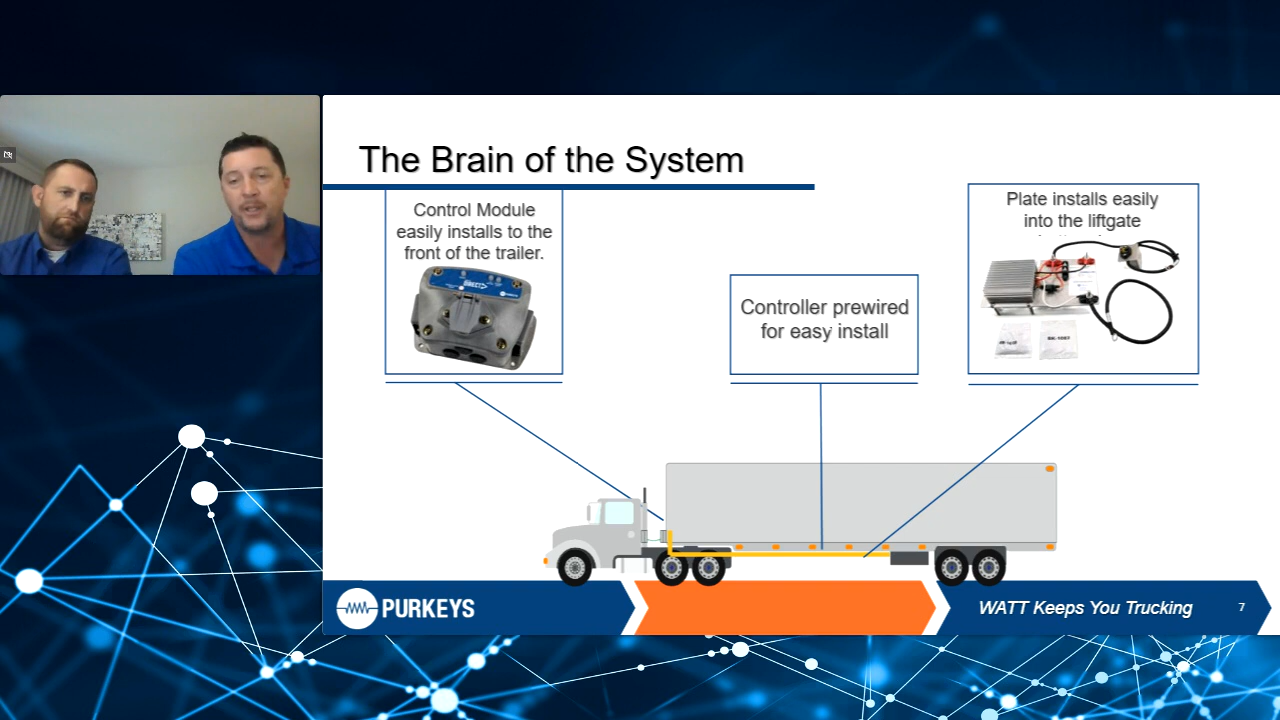 The Brain of the System
Control Module
easily installs to the
front of the trailer.
DIRECT
Controller prewired
for easy install
Plate installs easily
into the liftgate
PURKEYS
WATT Keeps You Trucking
7